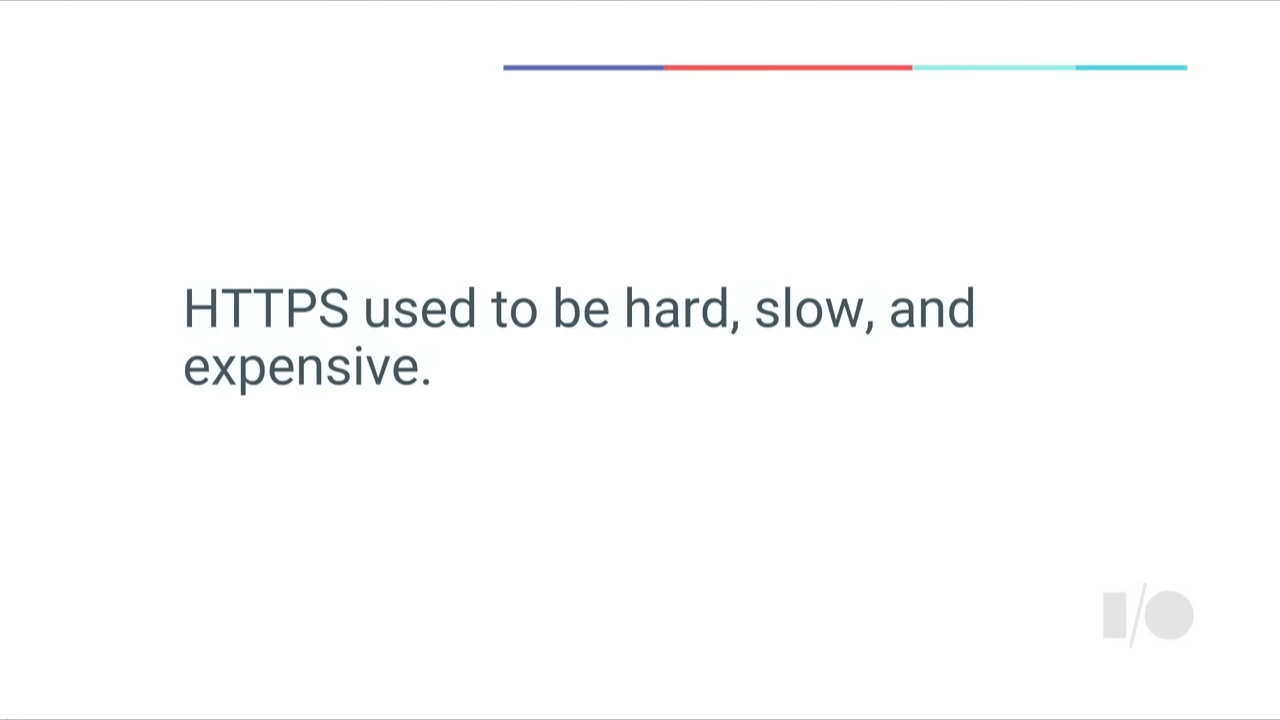 HTTPS used to be hard, slow, and
expensive.
I/O